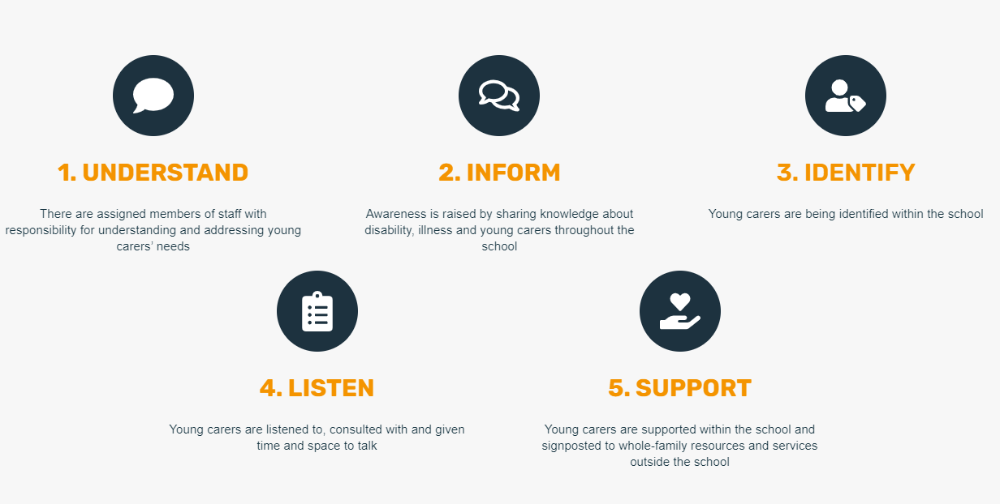 1. UNDERSTAND
There are assigned members of staff with
responsibility for understanding and addressing young
carers’ needs
2. INFORM
Awareness is raised by sharing knowledge about
disability, illness and young carers throughout the
school
3. IDENTIFY
Young carers are being identified within the school
4. LISTEN
Young carers are listened to, consulted with and given
time and space to talk
5. SUPPORT
Young carers are supported within the school and
signposted to whole-family resources and services
outside the school